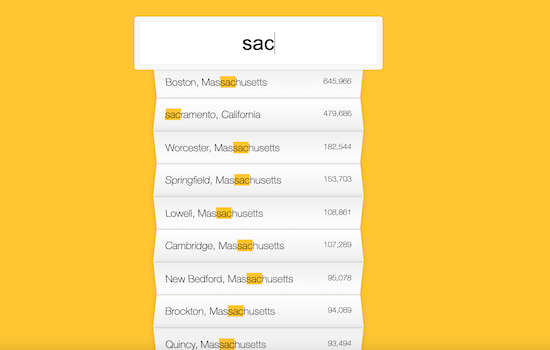 sac
Boston, Massachusetts 645,966
sacramento, California 479,686
Worcester, Massachusetts 182,544
Springfield, Massachusetts 153,703
Lowell, Massachusetts 108,861
Cambridge, Massachusetts 107,289
New Bedford, Massachusetts 95,078
Brockton, Massachusetts 94,089
Quincy, Massachusetts 93,494